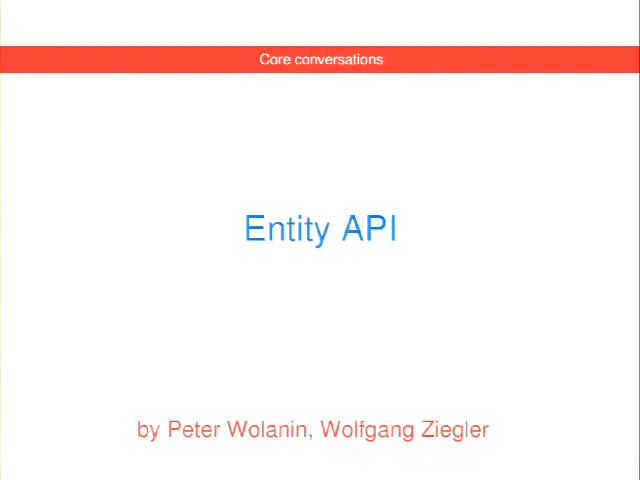 Core conversations
Entity API
by Peter Wolanin, Wolfgang Ziegler